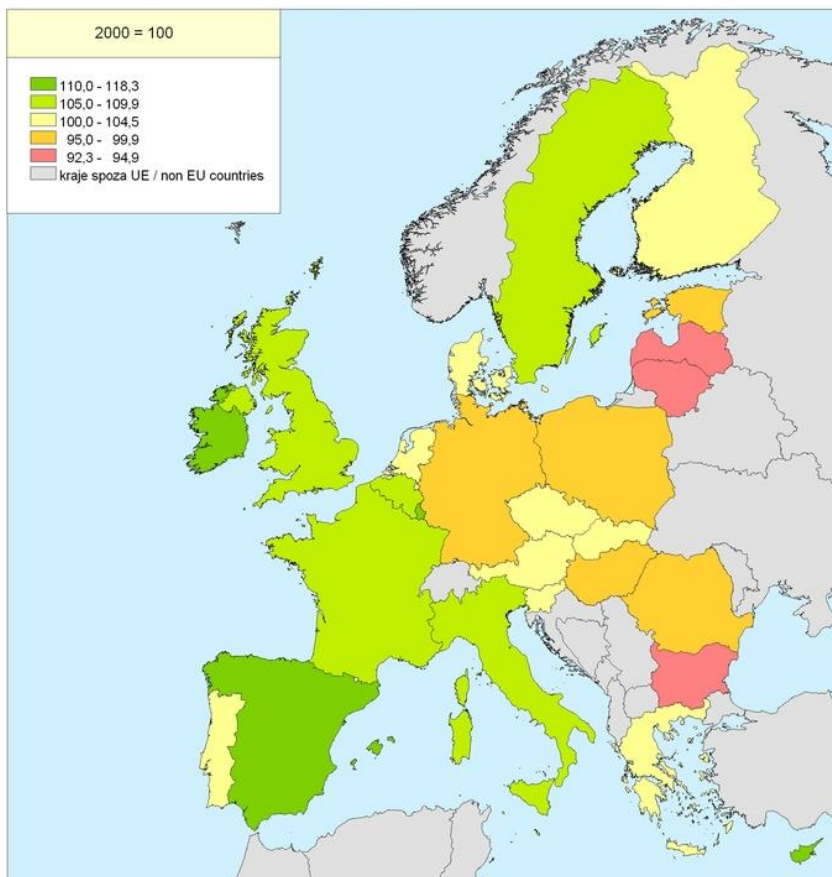 2000 = 100
110,0 - 118,3
105,0 - 109,9
100,0 - 104,5
95,0 - 99,9
92,3 - 94,9
kraje spoza UE / non EU countries